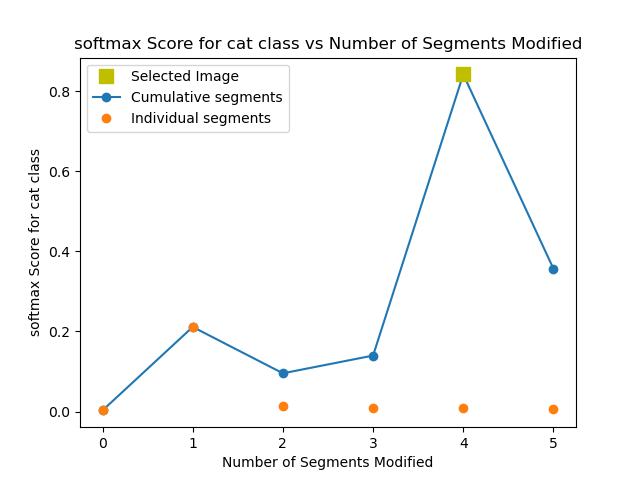 softmax Score for cat class vs Number of Segments Modified
Selected Image
Cumulative segments
Individual segments
softmax Score for cat class
0.8
0.6
0.4
0.2
0.0
0 1 2 3 4 5
Number of Segments Modified